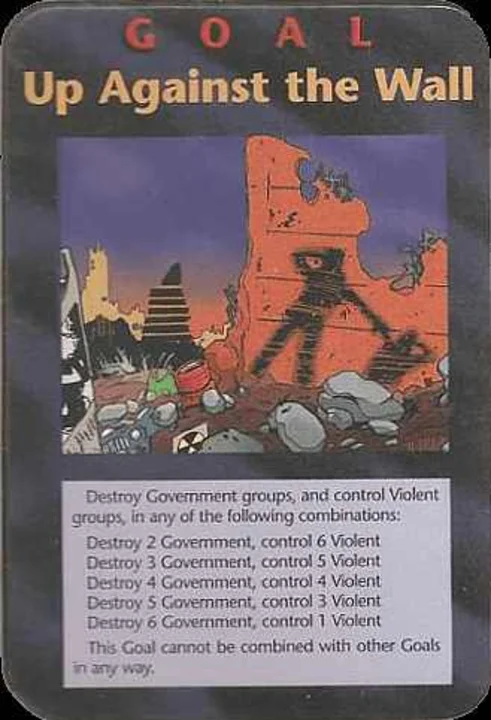 GOAL
Up Against the Wall
Destroy Government groups, and control Violent
groups, in any of the following combinations:
Destroy 2 Government, control 6 Violent
Destroy 3 Government, control 5 Violent
Destroy 4 Government, control 4 Violent
Destroy 5 Government, control 3 Violent
Destroy 6 Government, control 1 Violent
This Goal cannot be combined with other Goals
in any way.